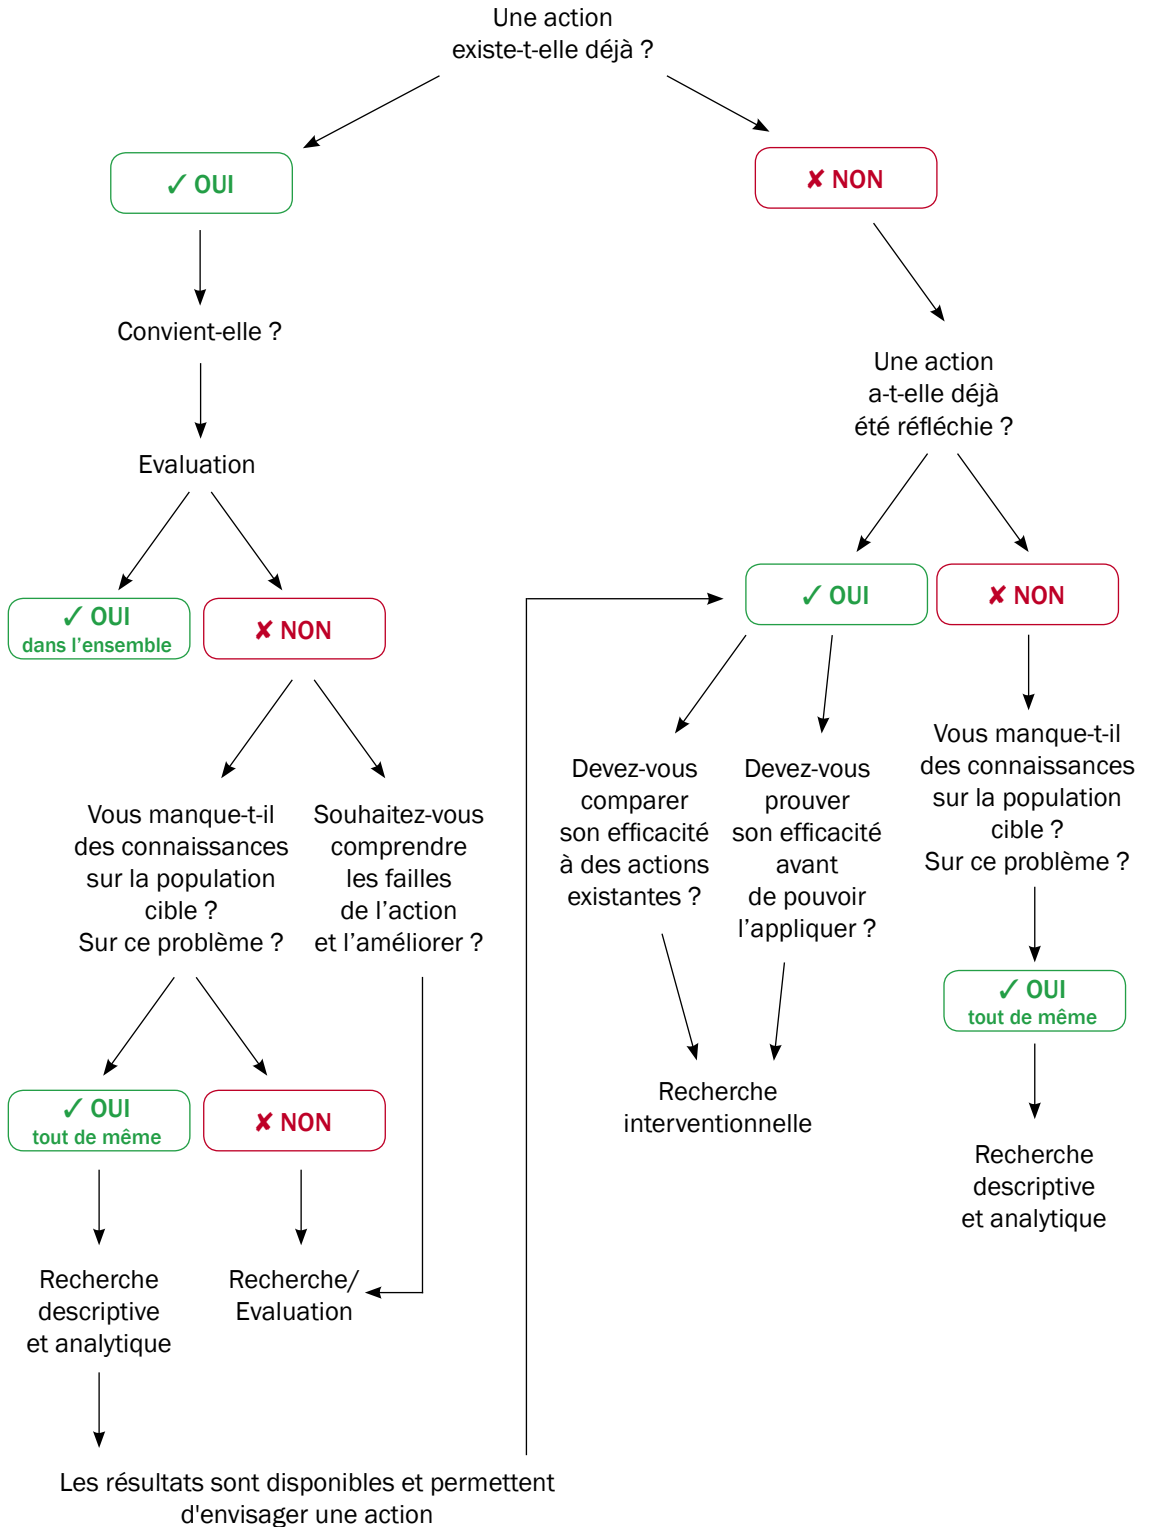 Une action
existe-t-elle déjà ?
✓ OUI
✘ NON
Convient-elle ?
Une action
a-t-elle déjà
été réfléchie ?
Evaluation
✓ OUI
dans l'ensemble
✘ NON
✓ OUI
✘ NON
Vous manque-t-il
des connaissances
sur la population
cible ?
Sur ce problème ?
Souhaitez-vous
comprendre
les failles
de l'action
et l'améliorer ?
Devez-vous
comparer
son efficacité
à des actions
existantes ?
Devez-vous
prouver
son efficacité
avant
de pouvoir
l'appliquer ?
Vous manque-t-il
des connaissances
sur la population
cible ?
Sur ce problème ?
✓ OUI
tout de même
✘ NON
Recherche
interventionnelle
✓ OUI
tout de même
Recherche
descriptive
et analytique
Recherche
descriptive
et analytique
Recherche/
Evaluation
Les résultats sont disponibles et permettent
d'envisager une action